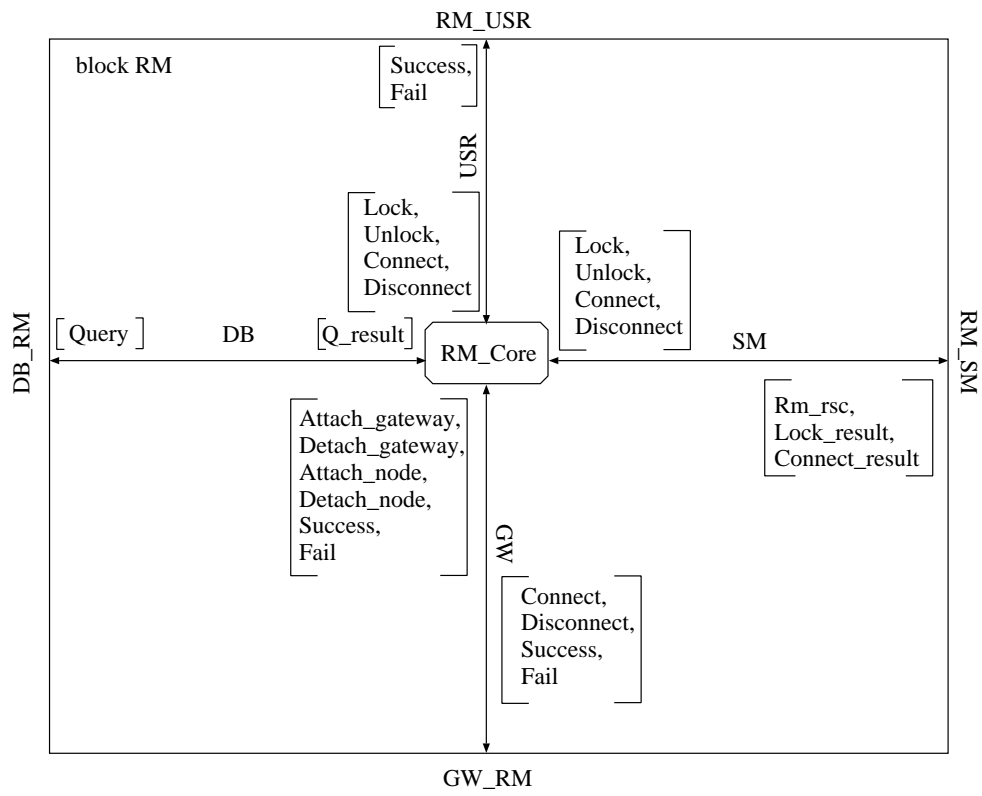 RM_USR
block RM
Success,
Fail
USR
Lock,
Unlock,
Connect,
Disconnect
Lock,
Unlock,
Connect,
Disconnect
DB_RM
[Query]
DB
[Q_result]
RM_Core
SM
RM_SM
Rm_rsc,
Lock_result,
Connect_result
Attach_gateway,
Detach_gateway,
Attach_node,
Detach_node,
Success,
Fail
GW
Connect,
Disconnect,
Success,
Fail
GW_RM